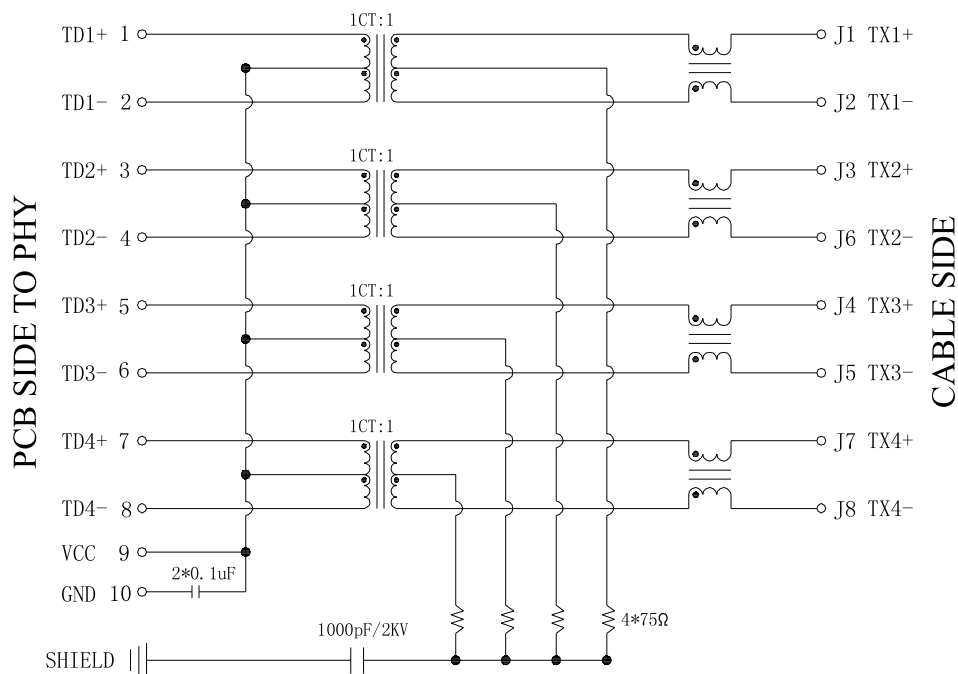 1CT:1
TD1+ 1 J1 TX1+
TD1- 2 J2 TX1-
1CT:1
TD2+ 3 J3 TX2+
TD2- 4 J6 TX2-
1CT:1
TD3+ 5 J4 TX3+
TD3- 6 J5 TX3-
1CT:1
TD4+ 7 J7 TX4+
TD4- 8 J8 TX4-
VCC 9
2*0.1uF
GND 10
4*75Ω
1000pF/2KV
SHIELD
PCB SIDE TO PHY
CABLE SIDE